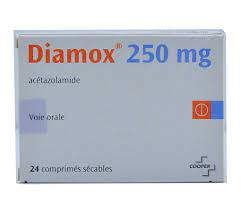 Diamox® 250 mg
acétazolamide
Voie orale
24 comprimés sécables
COOPER